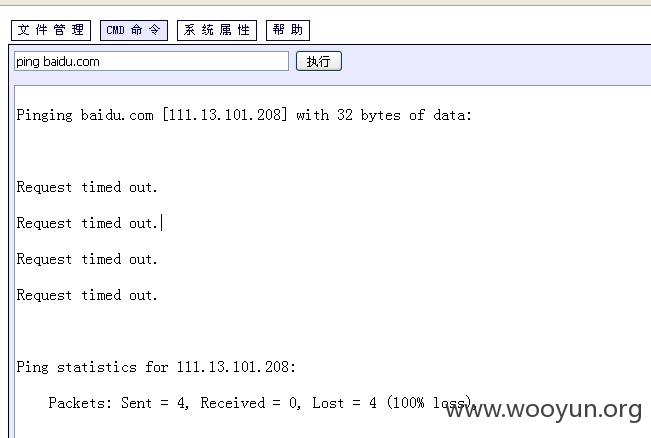 文件管理 CMD 命令 系统属性 帮助
ping baidu.com 执行
Pinging baidu.com [111.13.101.208] with 32 bytes of data:
Request timed out.
Request timed out.
Request timed out.
Request timed out.
Ping statistics for 111.13.101.208:
Packets: Sent = 4, Received = 0, Lost = 4 (100% loss),
www.wooyun.org